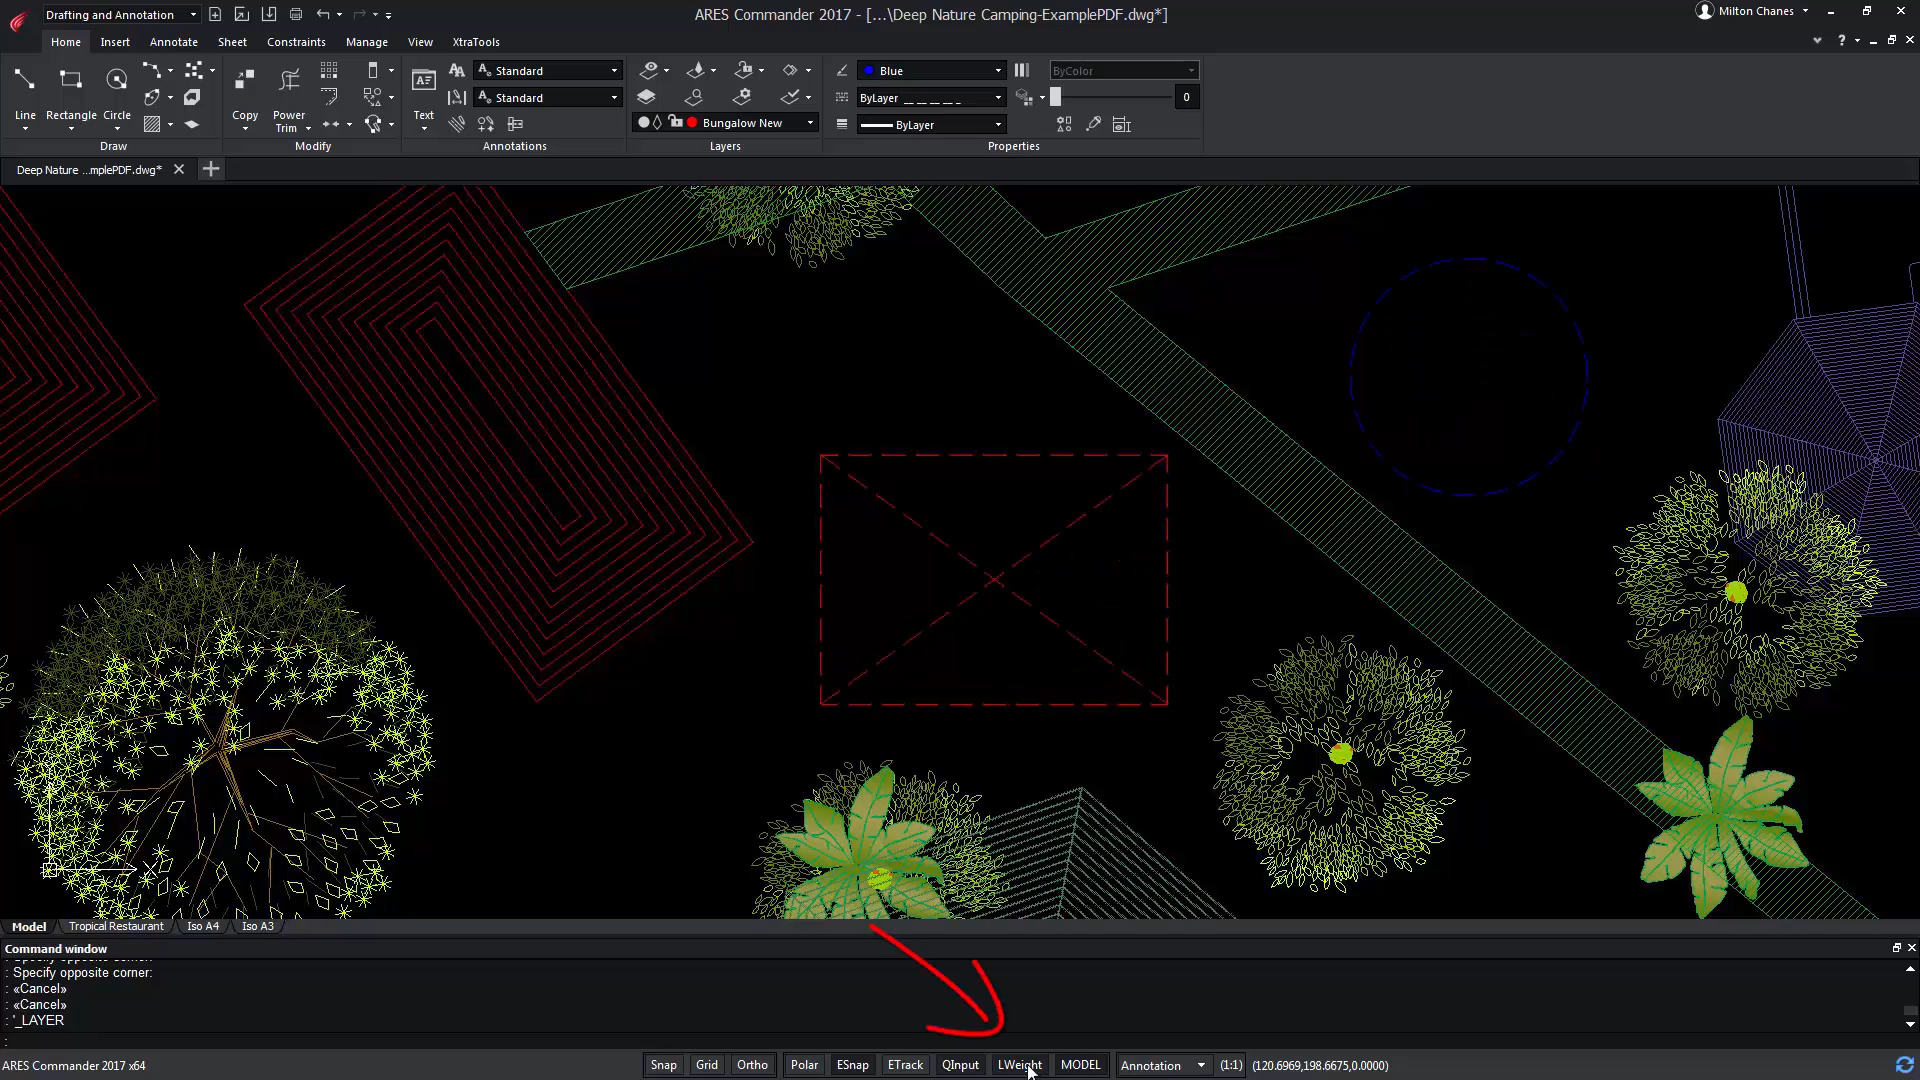 Drafting and Annotation
ARES Commander 2017 - [...\Deep Nature Camping-ExamplePDF.dwg*]
Milton Chanes
Home Insert Annotate Sheet Constraints Manage View XtraTools
?
Line Rectangle Circle
Draw
Copy Power Trim
Modify
Text
Standard
Standard
Annotations
Bungalow New
Layers
Blue
ByLayer
ByLayer
ByColor
0
Properties
Deep Nature ...mplePDF.dwg*
Model Tropical Restaurant Iso A4 Iso A3
Command window
: Specify opposite corner:
: Specify opposite corner:
: «Cancel»
: «Cancel»
: '_LAYER
:
ARES Commander 2017 x64
Snap Grid Ortho Polar ESnap ETrack QInput LWeight MODEL Annotation (1:1) (120.6969,198.6675,0.0000)